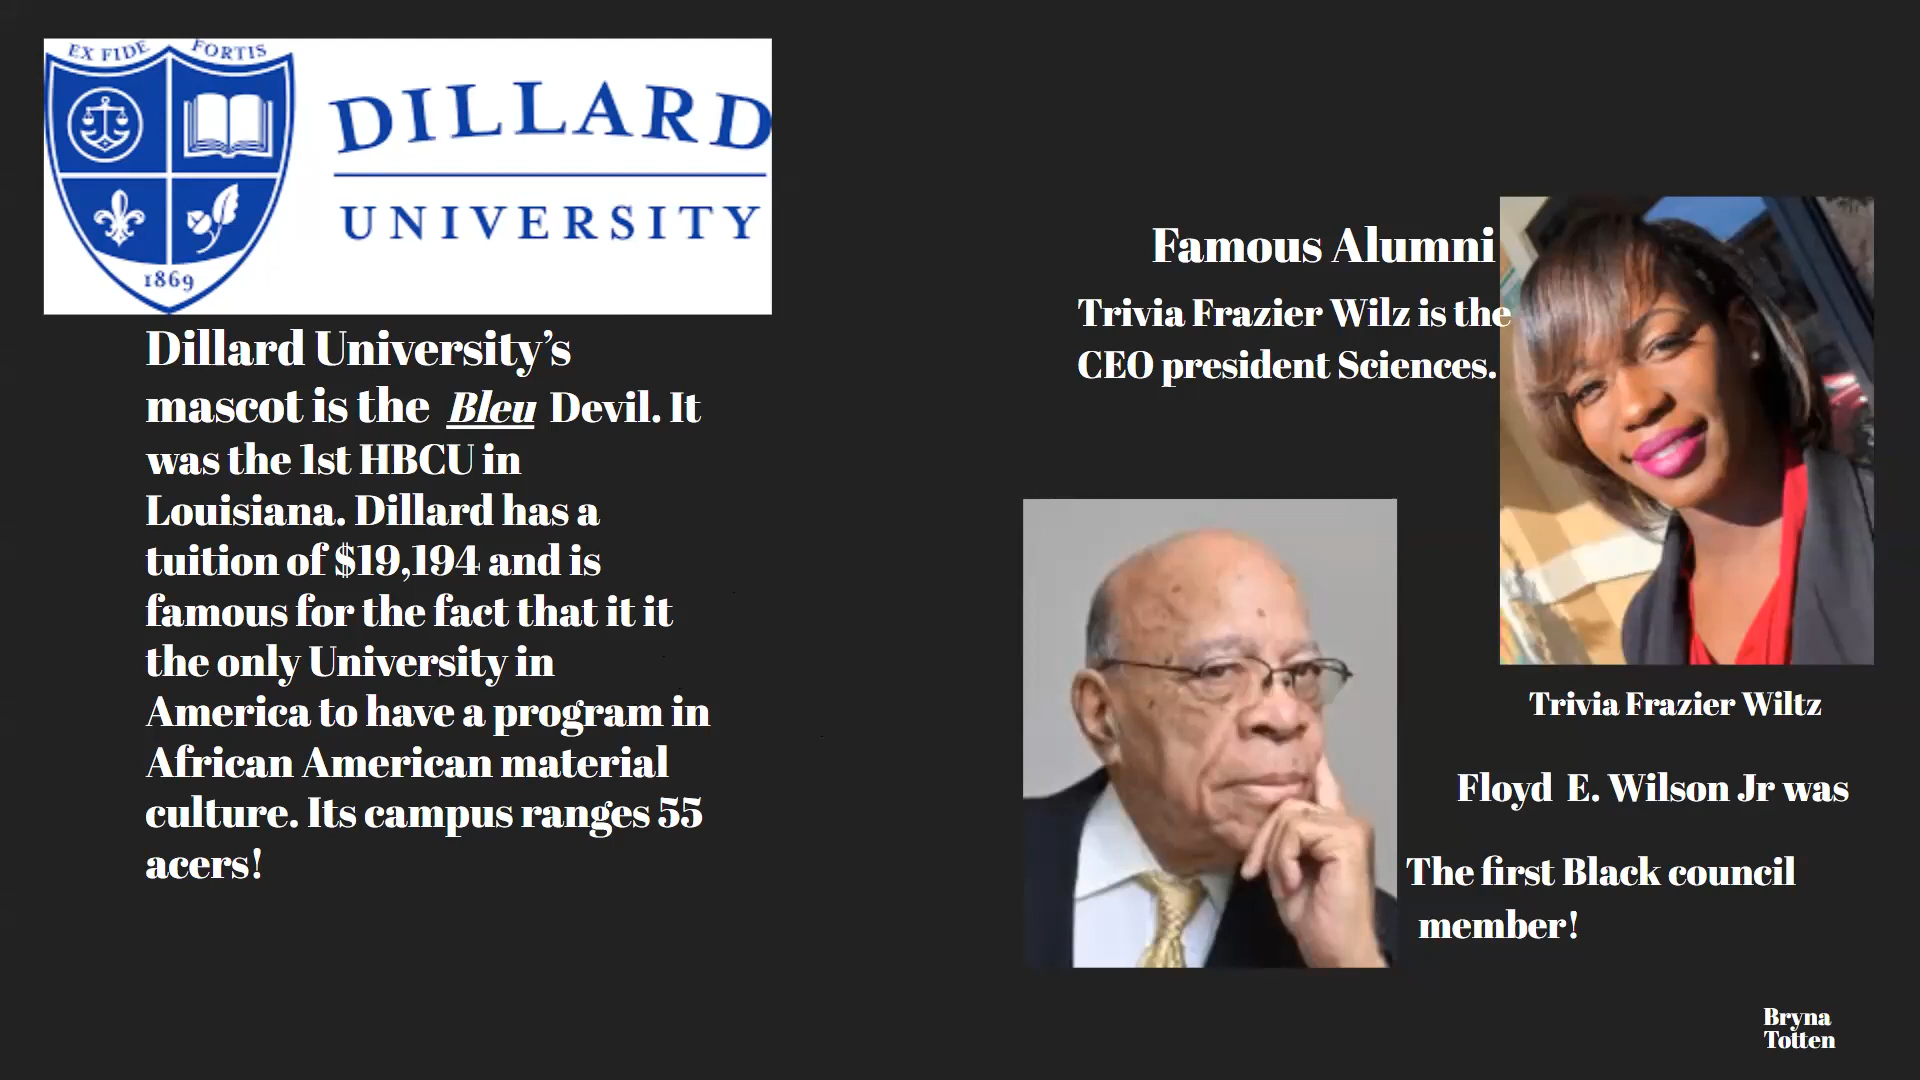 EX FIDE FORTIS
DILLARD
UNIVERSITY
1869
Dillard University’s
mascot is the Bleu Devil. It
was the 1st HBCU in
Louisiana. Dillard has a
tuition of $19,194 and is
famous for the fact that it it
the only University in
America to have a program in
African American material
culture. Its campus ranges 55
acers!
Famous Alumni
Trivia Frazier Wilz is the
CEO president Sciences.
Trivia Frazier Wiltz
Floyd E. Wilson Jr was
The first Black council
member!
Bryna
Totten